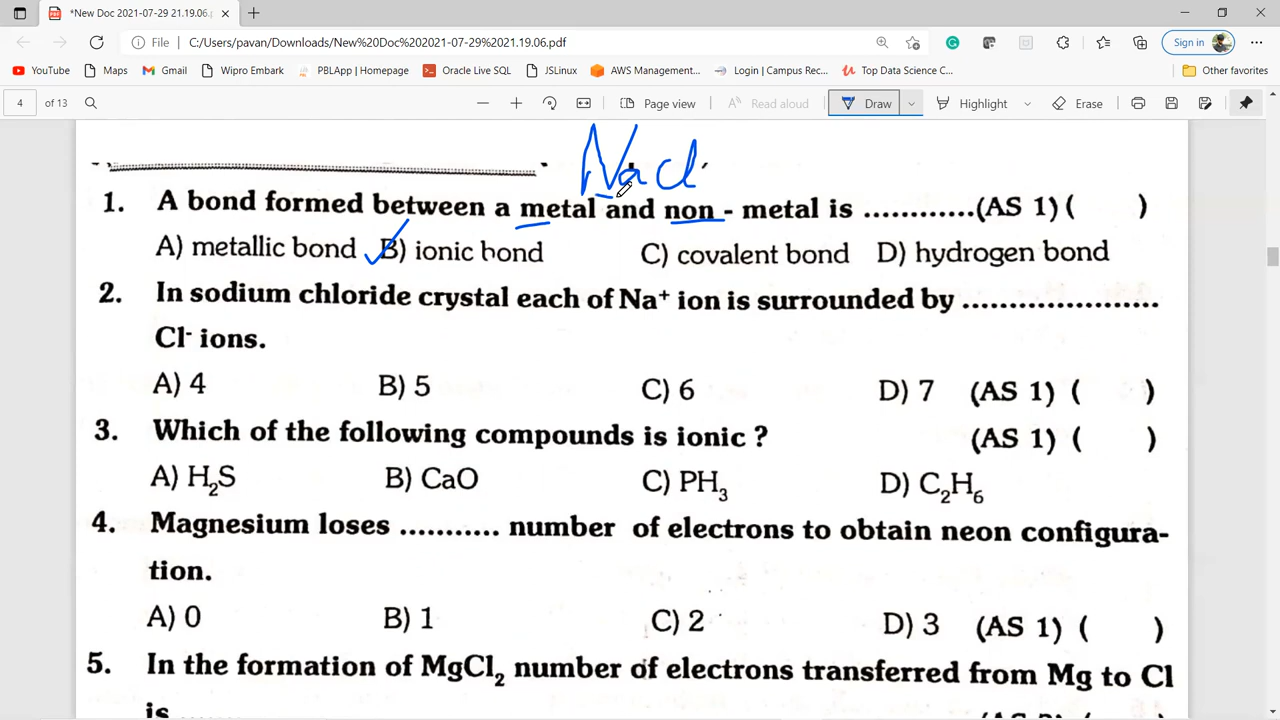 *New Doc 2021-07-29 21.19.06.p
Sign in
File C:/Users/pavan/Downloads/New%20Doc%202021-07-29%2021.19.06.pdf
YouTube Maps Gmail Wipro Embark PBLApp | Homepage Oracle Live SQL JSLinux AWS Management... Login | Campus Rec... Top Data Science C... Other favorites
4 of 13 Page view Read aloud Draw Highlight Erase
NaCl
1. A bond formed between a metal and non - metal is ............(AS 1) ( )
A) metallic bond B) ionic bond C) covalent bond D) hydrogen bond
2. In sodium chloride crystal each of Na⁺ ion is surrounded by .....................
Cl⁻ ions.
A) 4 B) 5 C) 6 D) 7 (AS 1) ( )
3. Which of the following compounds is ionic ? (AS 1) ( )
A) H₂S B) CaO C) PH₃ D) C₂H₆
4. Magnesium loses ........... number of electrons to obtain neon configura-
tion.
A) 0 B) 1 C) 2 D) 3 (AS 1) ( )
5. In the formation of MgCl₂ number of electrons transferred from Mg to Cl
is